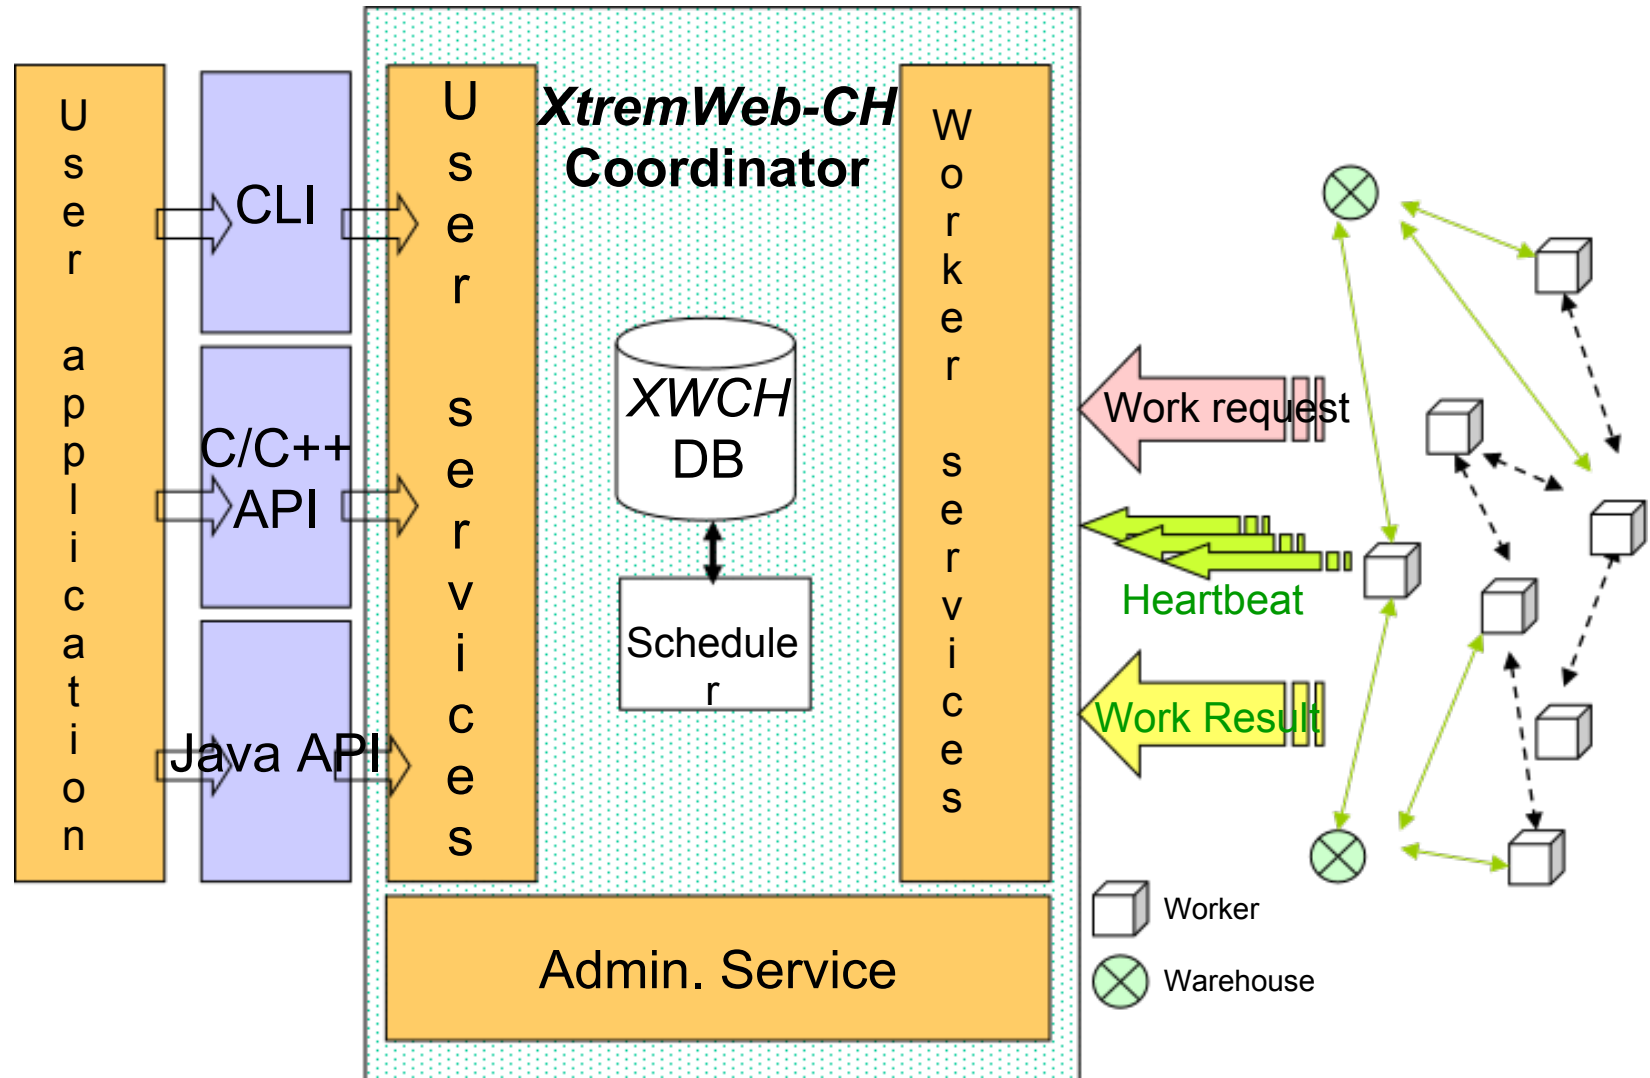 User application
CLI
C/C++
API
Java API
User services
XtremWeb-CH
Coordinator
XWCH
DB
Schedule
r
Worker services
Admin. Service
Work request
Heartbeat
Work Result
Worker
Warehouse